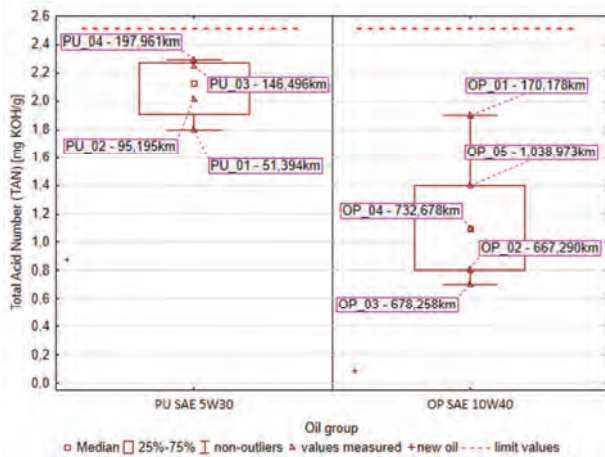 Total Acid Number (TAN) [mg KOH/g]
2.6
2.4
2.2
2.0
1.8
1.6
1.4
1.2
1.0
0.8
0.6
0.4
0.2
0.0
PU_04 - 197,961km
PU_03 - 146,496km
PU_02 - 95,195km
PU_01 - 51,394km
OP_01 - 170,178km
OP_05 - 1,038,973km
OP_04 - 732,678km
OP_02 - 667,290km
OP_03 - 678,258km
PU SAE 5W30 OP SAE 10W40
Oil group
Median 25%-75% non-outliers values measured new oil limit values